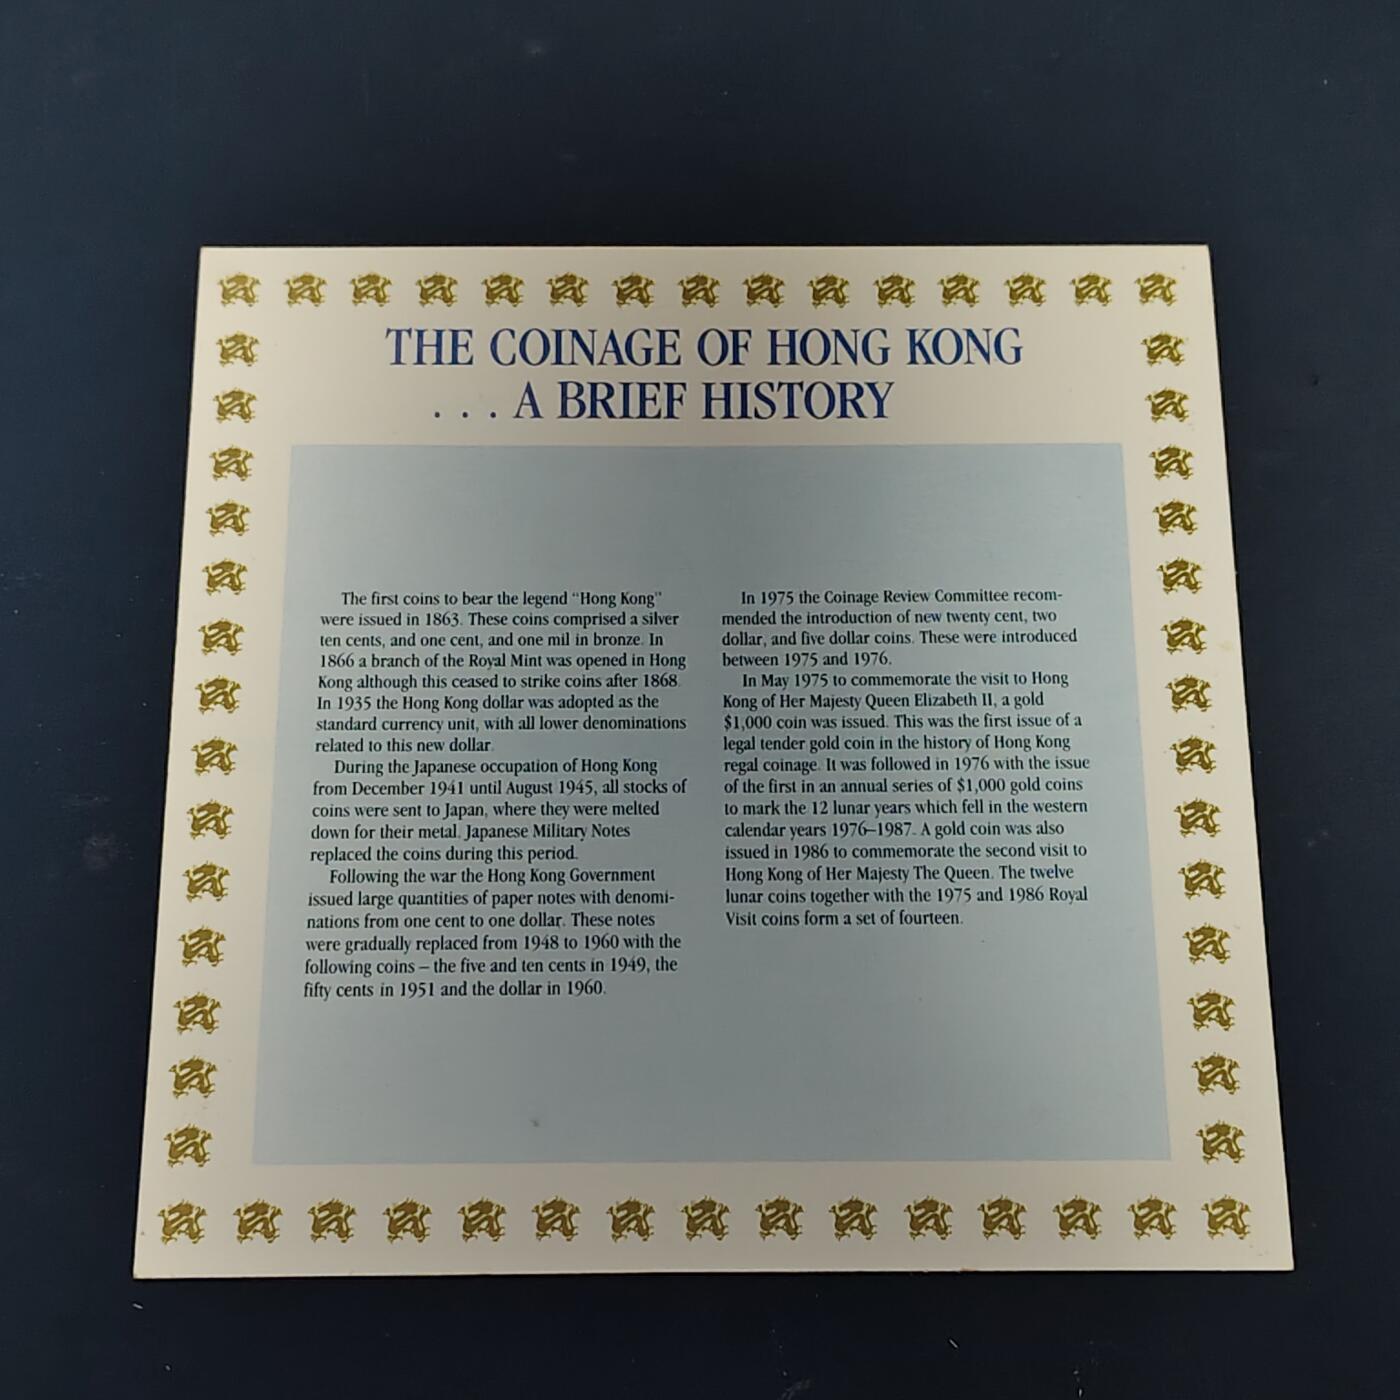 THE COINAGE OF HONG KONG
. . . A BRIEF HISTORY
The first coins to bear the legend “Hong Kong”
were issued in 1863. These coins comprised a silver
ten cents, and one cent, and one mil in bronze. In
1866 a branch of the Royal Mint was opened in Hong
Kong although this ceased to strike coins after 1868.
In 1935 the Hong Kong dollar was adopted as the
standard currency unit, with all lower denominations
related to this new dollar.
During the Japanese occupation of Hong Kong
from December 1941 until August 1945, all stocks of
coins were sent to Japan, where they were melted
down for their metal. Japanese Military Notes
replaced the coins during this period.
Following the war the Hong Kong Government
issued large quantities of paper notes with denomi-
nations from one cent to one dollar. These notes
were gradually replaced from 1948 to 1960 with the
following coins – the five and ten cents in 1949, the
fifty cents in 1951 and the dollar in 1960.
In 1975 the Coinage Review Committee recom-
mended the introduction of new twenty cent, two
dollar, and five dollar coins. These were introduced
between 1975 and 1976.
In May 1975 to commemorate the visit to Hong
Kong of Her Majesty Queen Elizabeth II, a gold
$1,000 coin was issued. This was the first issue of a
legal tender gold coin in the history of Hong Kong
regal coinage. It was followed in 1976 with the issue
of the first in an annual series of $1,000 gold coins
to mark the 12 lunar years which fell in the western
calendar years 1976–1987. A gold coin was also
issued in 1986 to commemorate the second visit to
Hong Kong of Her Majesty The Queen. The twelve
lunar coins together with the 1975 and 1986 Royal
Visit coins form a set of fourteen.